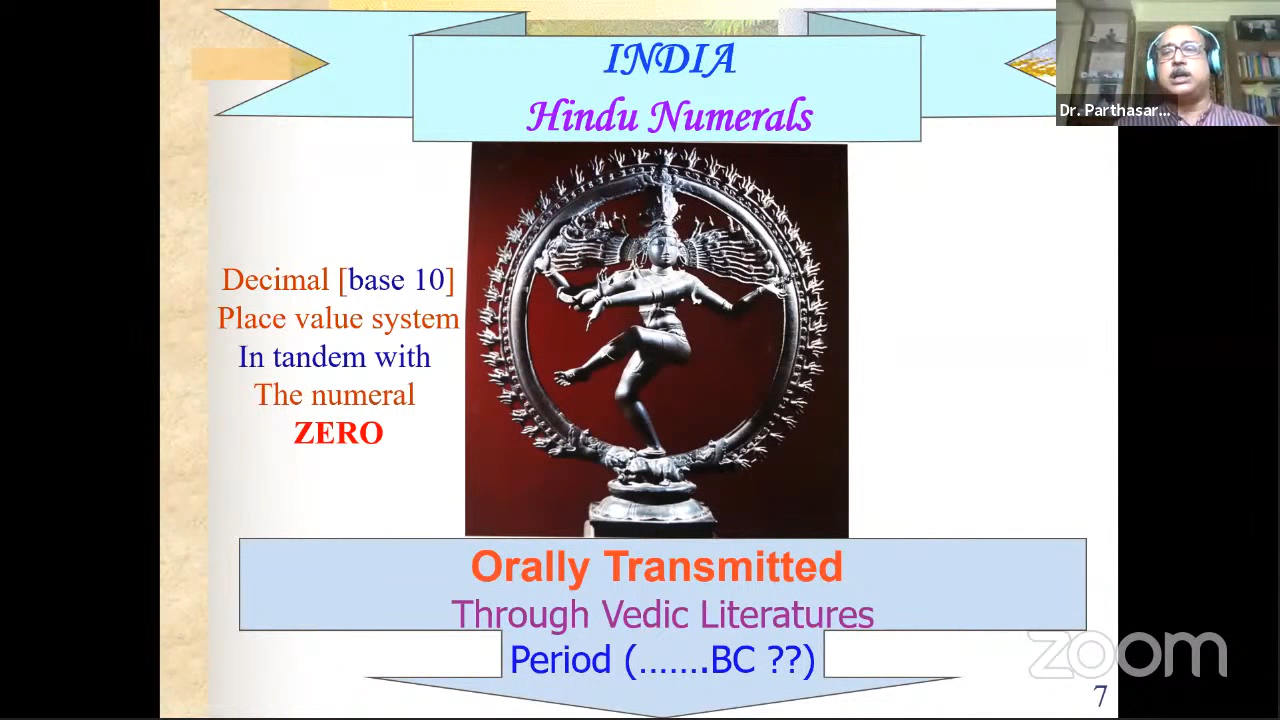 INDIA
Hindu Numerals
Dr. Parthasar...
Decimal [base 10]
Place value system
In tandem with
The numeral
ZERO
Orally Transmitted
Through Vedic Literatures
Period (…….BC ??)
zoom
7